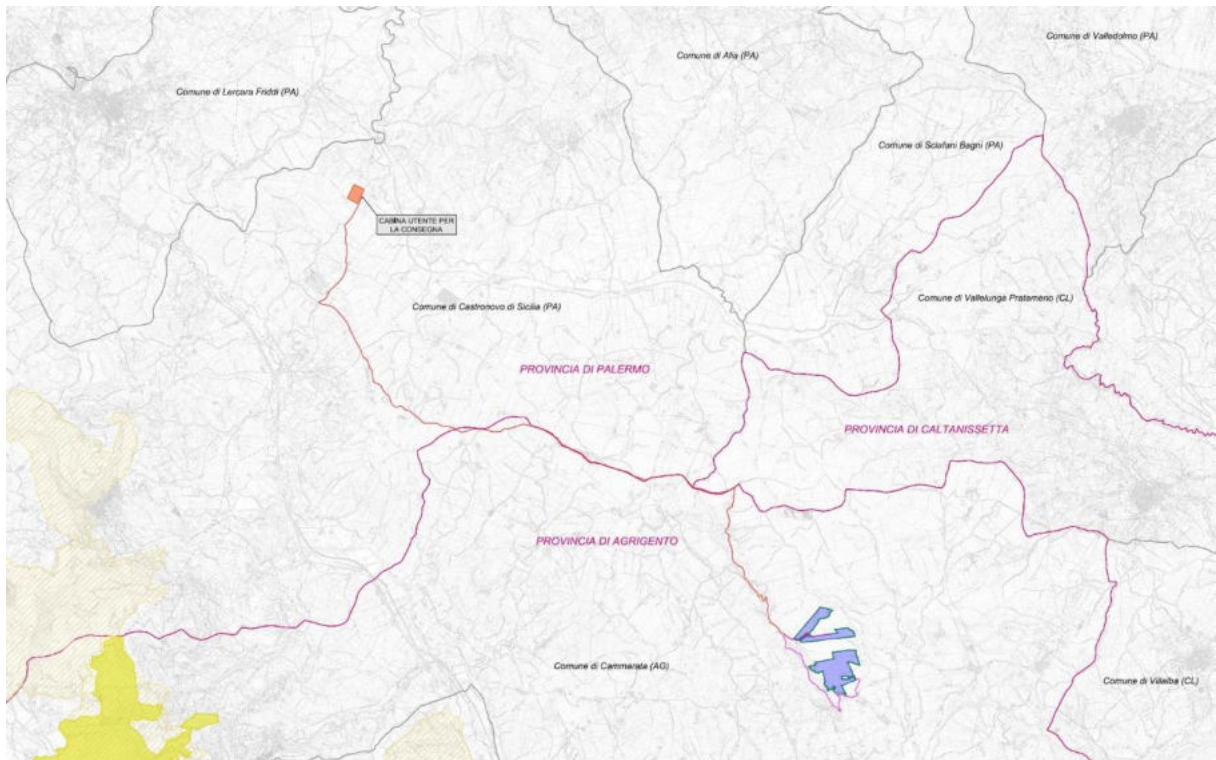 Comune di Valledolmo (PA)
Comune di Alia (PA)
Comune di Lercara Friddi (PA)
Comune di Sclafani Bagni (PA)
CABINA UTENTE PER
LA CONSEGNA
Comune di Vallelunga Pratameno (CL)
Comune di Castronovo di Sicilia (PA)
PROVINCIA DI PALERMO
PROVINCIA DI CALTANISSETTA
PROVINCIA DI AGRIGENTO
Comune di Cammarata (AG)
Comune di Villalba (CL)